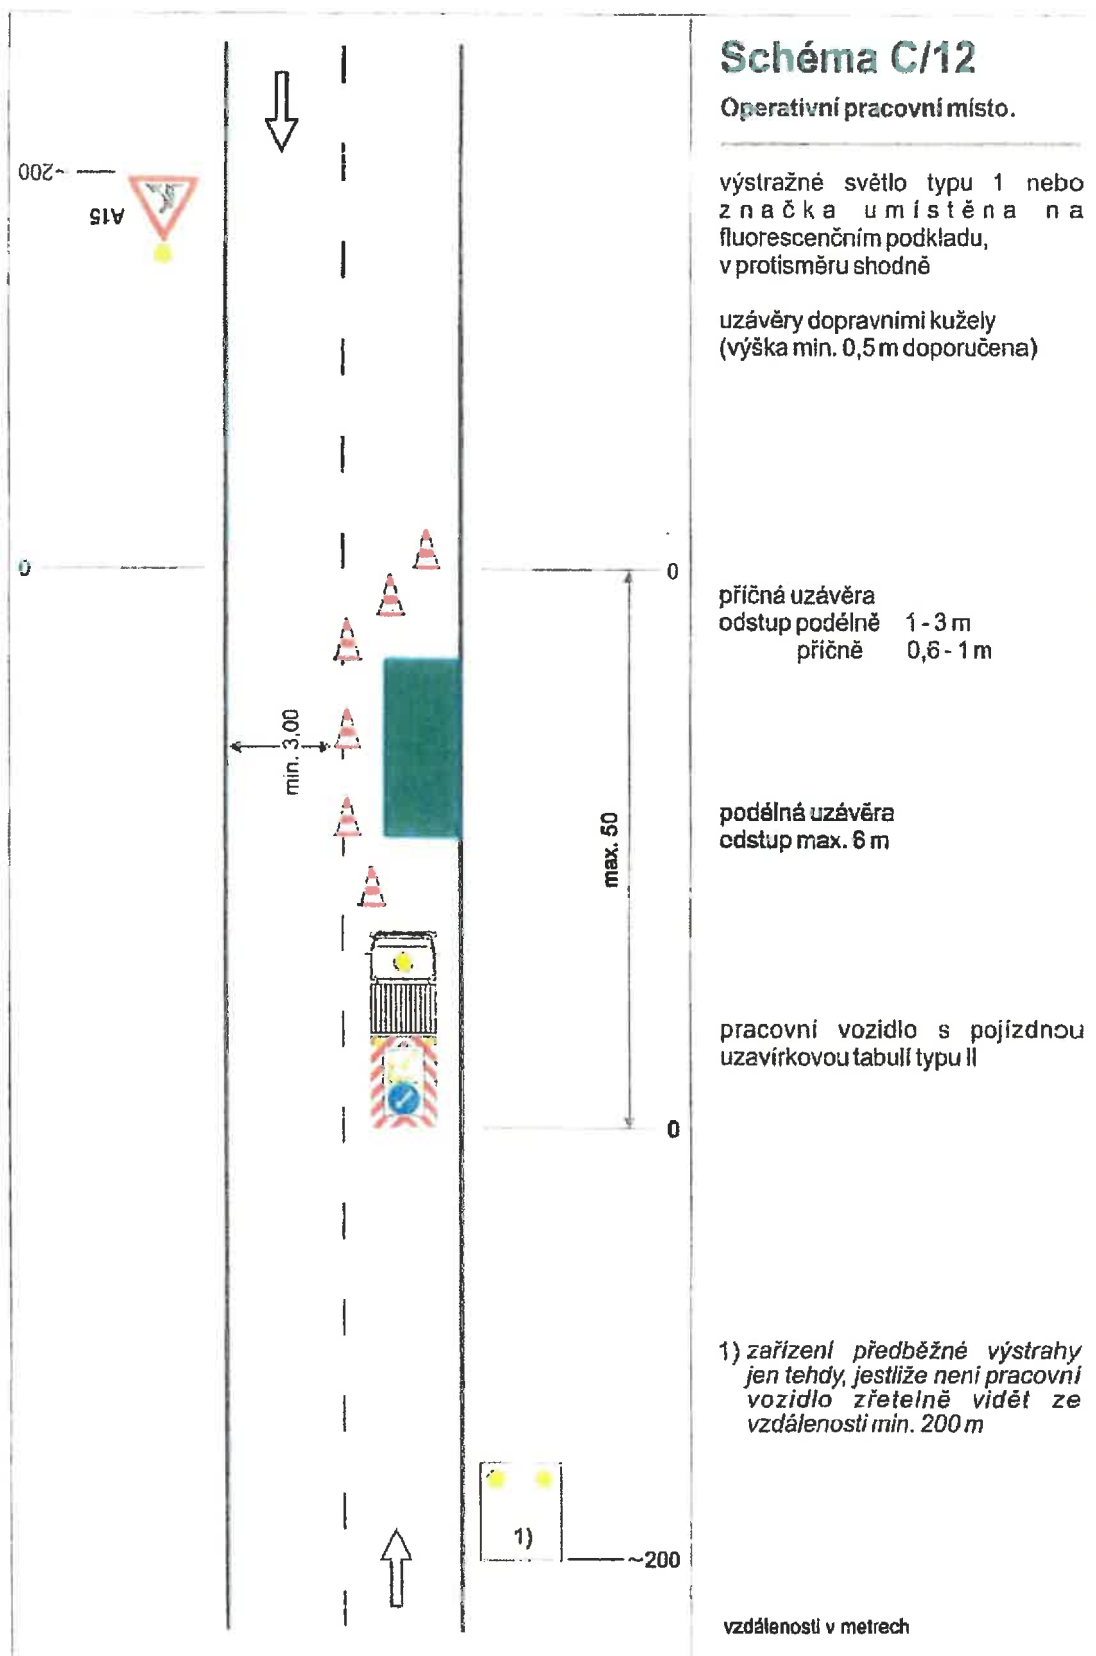 Schéma C/12
Operativní pracovní místo.
výstražné světlo typu 1 nebo
značka umístěna na
fluorescenčním podkladu,
v protisměru shodně
uzávěry dopravními kužely
(výška min. 0,5 m doporučena)
~200
A15
0
0
příčná uzávěra
odstup podélně 1 - 3 m
příčně 0,6 - 1 m
min. 3,00
max. 50
podélná uzávěra
odstup max. 6 m
pracovní vozidlo s pojízdnou
uzavírkovou tabulí typu II
0
1) zařízení předběžné výstrahy
jen tehdy, jestliže není pracovní
vozidlo zřetelně vidět ze
vzdálenosti min. 200 m
1)
~200
vzdálenosti v metrech